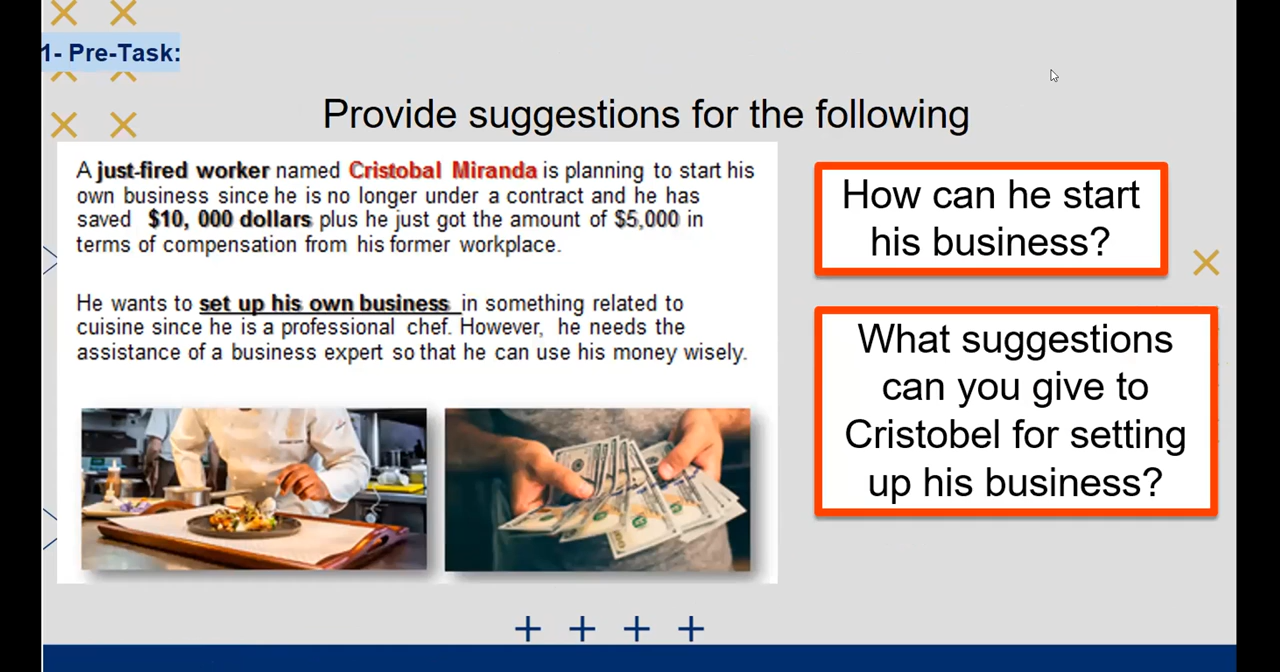 1- Pre-Task:
Provide suggestions for the following
A just-fired worker named Cristobal Miranda is planning to start his
own business since he is no longer under a contract and he has
saved $10, 000 dollars plus he just got the amount of $5,000 in
terms of compensation from his former workplace.
He wants to set up his own business in something related to
cuisine since he is a professional chef. However, he needs the
assistance of a business expert so that he can use his money wisely.
How can he start
his business?
What suggestions
can you give to
Cristobel for setting
up his business?